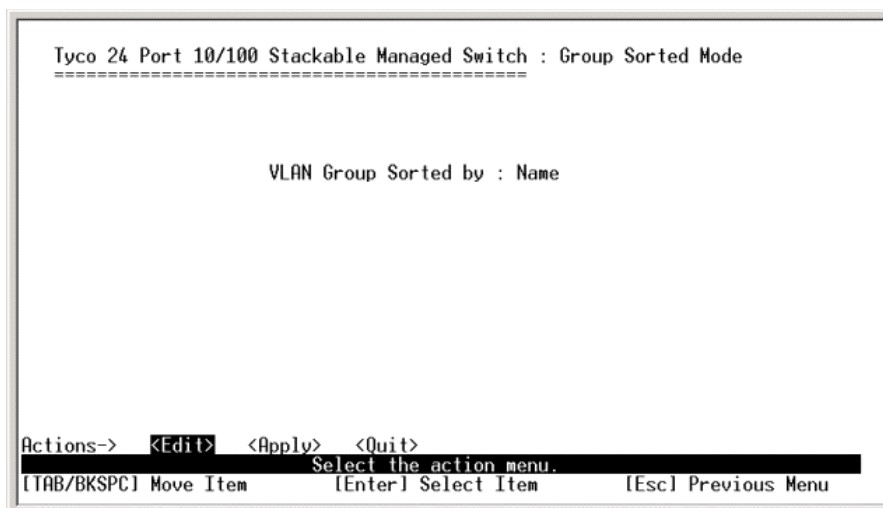 Tyco 24 Port 10/100 Stackable Managed Switch : Group Sorted Mode
============================================
VLAN Group Sorted by : Name
Actions-> <Edit> <Apply> <Quit>
Select the action menu.
[TAB/BKSPC] Move Item [Enter] Select Item [Esc] Previous Menu